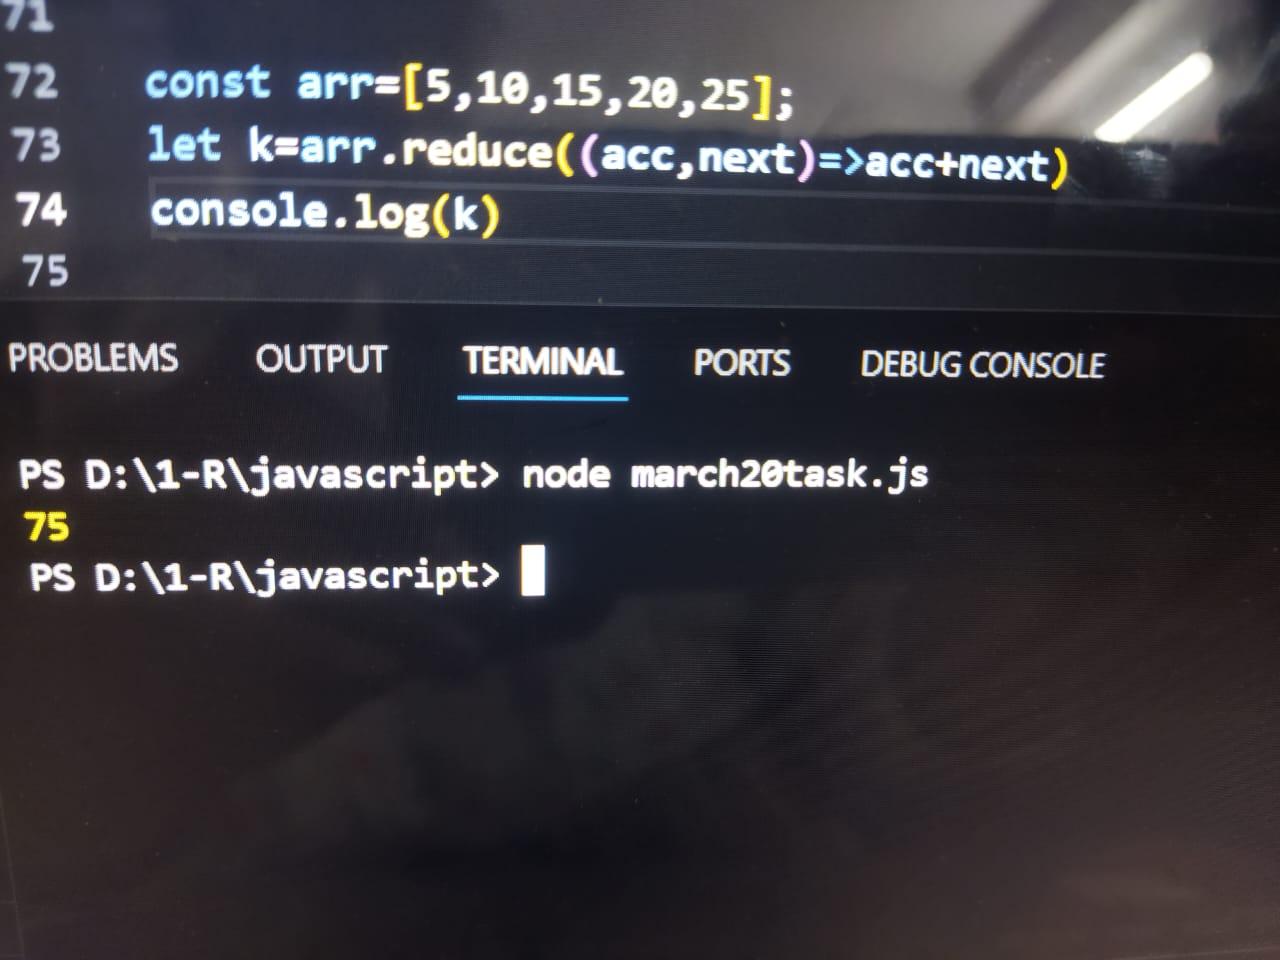 71
72 const arr=[5,10,15,20,25];
73 let k=arr.reduce((acc,next)=>acc+next)
74 console.log(k)
75
PROBLEMS OUTPUT TERMINAL PORTS DEBUG CONSOLE
PS D:\1-R\javascript> node march20task.js
75
PS D:\1-R\javascript>